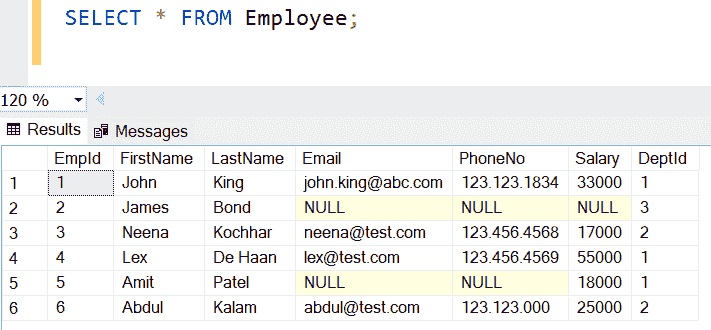 SELECT * FROM Employee;
120 %
Results Messages
EmpId FirstName LastName Email PhoneNo Salary DeptId
1 1 John King john.king@abc.com 123.123.1834 33000 1
2 2 James Bond NULL NULL NULL 3
3 3 Neena Kochhar neena@test.com 123.456.4568 17000 2
4 4 Lex De Haan lex@test.com 123.456.4569 55000 1
5 5 Amit Patel NULL NULL 18000 1
6 6 Abdul Kalam abdul@test.com 123.123.000 25000 2